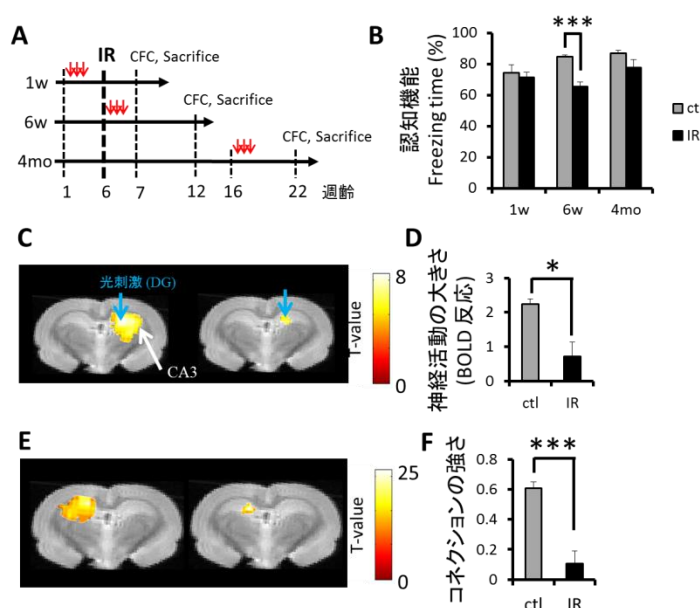 A
IR
CFC, Sacrifice
1w
CFC, Sacrifice
6w
CFC, Sacrifice
4mo
1 6 7 12 16 22 週齢
B
***
認知機能
Freezing time (%)
100
80
60
40
20
0
1w 6w 4mo
ct
IR
C
光刺激 (DG)
CA3
8
0
T-value
D
*
神経活動の大きさ
(BOLD 反応)
3
2
1
0
ctl IR
E
25
0
T-value
F
***
コネクションの強さ
0.6
0.4
0.2
0
ctl IR